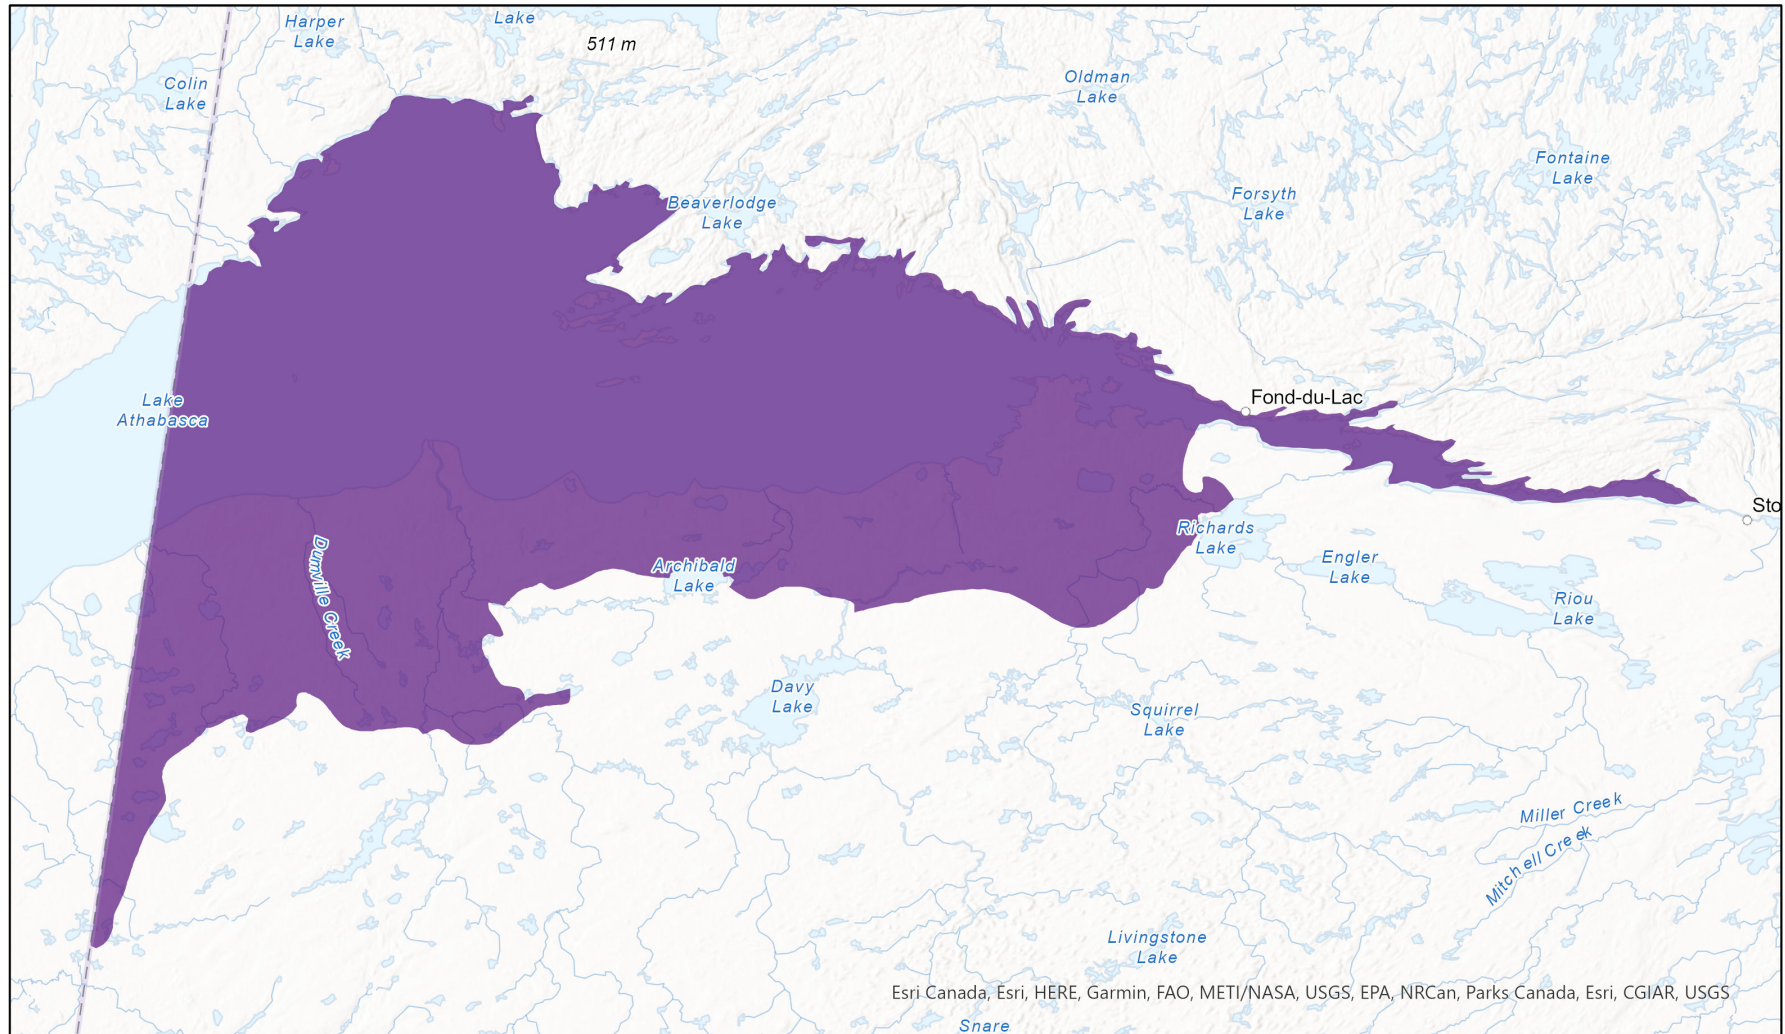 Lake
Harper
Lake
511 m
Colin
Lake
Oldman
Lake
Fontaine
Lake
Forsyth
Lake
Beaverlodge
Lake
Lake
Athabasca
Fond-du-Lac
Sto
Richards
Lake
Engler
Lake
Archibald
Lake
Dumville Creek
Riou
Lake
Davy
Lake
Squirrel
Lake
Miller Creek
Mitchell Creek
Livingstone
Lake
Esri Canada, Esri, HERE, Garmin, FAO, METI/NASA, USGS, EPA, NRCan, Parks Canada, Esri, CGIAR, USGS
Snare